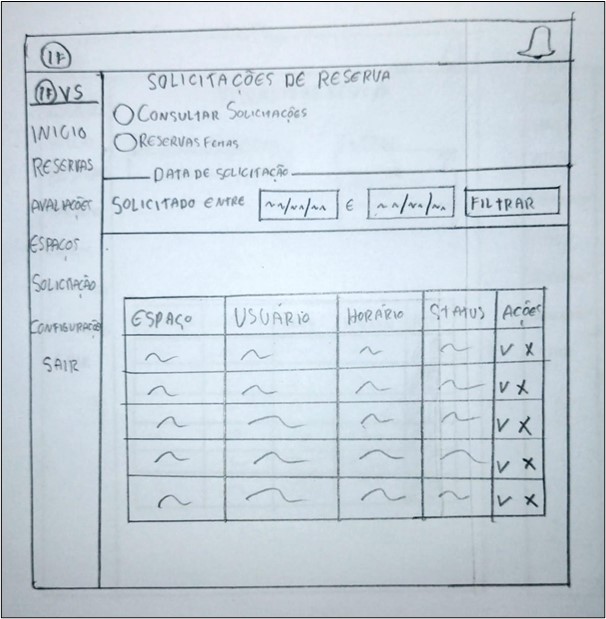 IF
IF VS
INICIO
RESERVAS
AVALIAÇÕES
ESPAÇOS
SOLICITAÇÃO
CONFIGURAÇÕES
SAIR
SOLICITAÇÕES DE RESERVA
CONSULTAR SOLICITAÇÕES
RESERVAS FEITAS
DATA DE SOLICITAÇÃO
SOLICITADO ENTRE / / E / / FILTRAR
ESPAÇO USUÁRIO HORÁRIO STATUS AÇÕES
V X
V X
V X
V X
V X